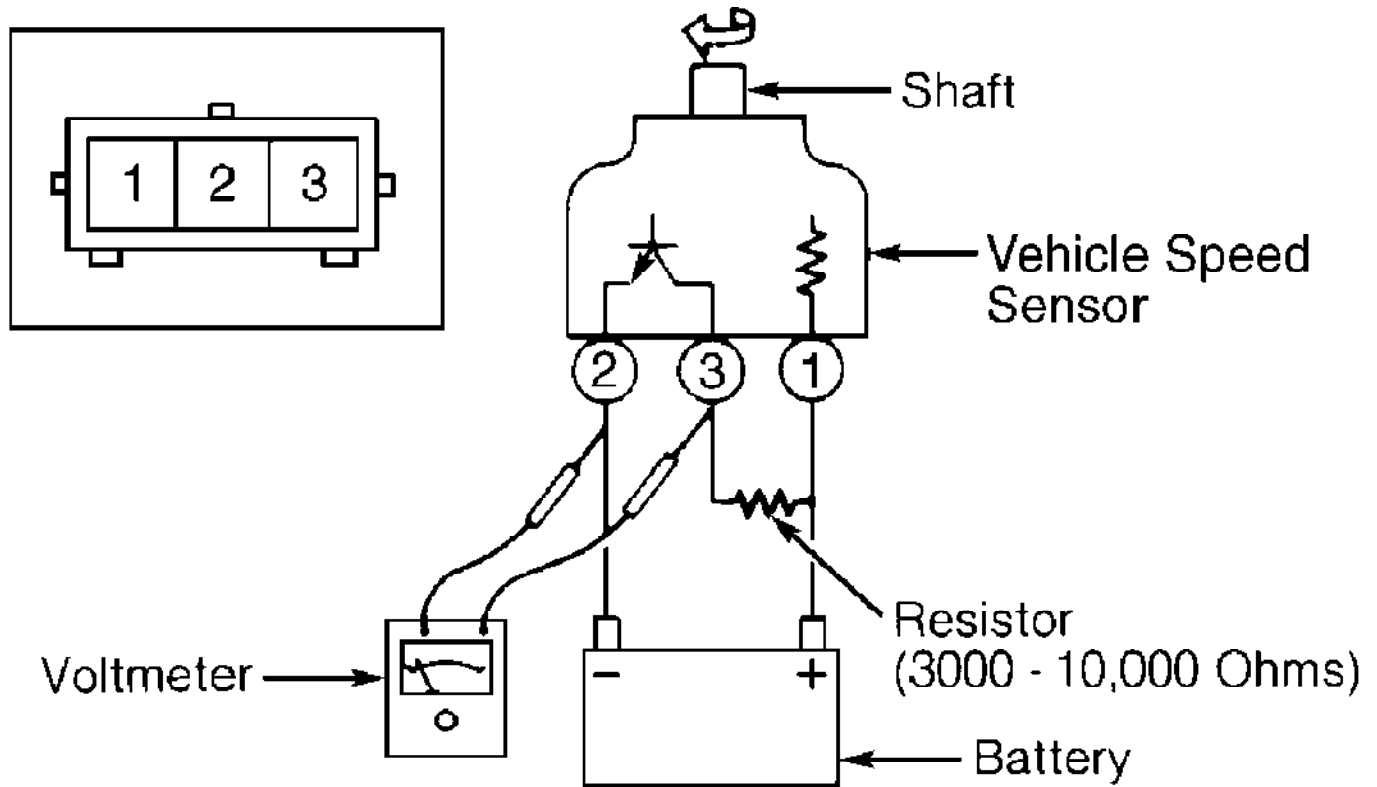 Shaft
1 2 3
Vehicle Speed
Sensor
2 3 1
Resistor
(3000 - 10,000 Ohms)
Voltmeter
- +
Battery